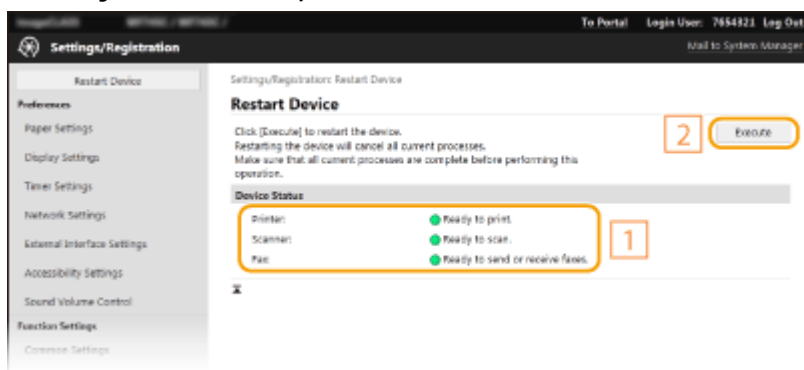 To Portal Login User: 7654321 Log Out
Settings/Registration
Mail to System Manager
Restart Device
Preferences
Paper Settings
Display Settings
Timer Settings
Network Settings
External Interface Settings
Accessibility Settings
Sound Volume Control
Function Settings
Common Settings
Settings/Registration: Restart Device
Restart Device
Click [Execute] to restart the device.
Restarting the device will cancel all current processes.
Make sure that all current processes are complete before performing this
operation.
2
Execute
Device Status
Printer: Ready to print.
Scanner: Ready to scan.
Fax: Ready to send or receive faxes.
1